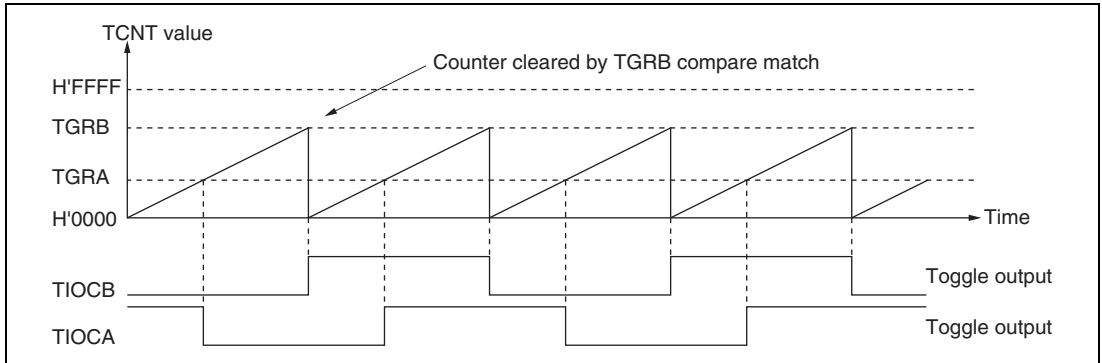 TCNT value
Counter cleared by TGRB compare match
H'FFFF
TGRB
TGRA
H'0000
Time
TIOCB
Toggle output
TIOCA
Toggle output